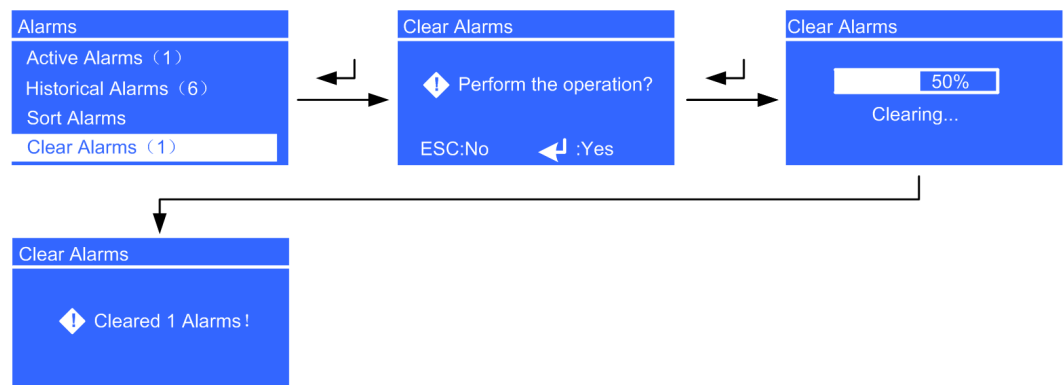 Alarms
Active Alarms（1）
Historical Alarms（6）
Sort Alarms
Clear Alarms（1）
Clear Alarms
Perform the operation?
ESC:No :Yes
Clear Alarms
50%
Clearing...
Clear Alarms
Cleared 1 Alarms！